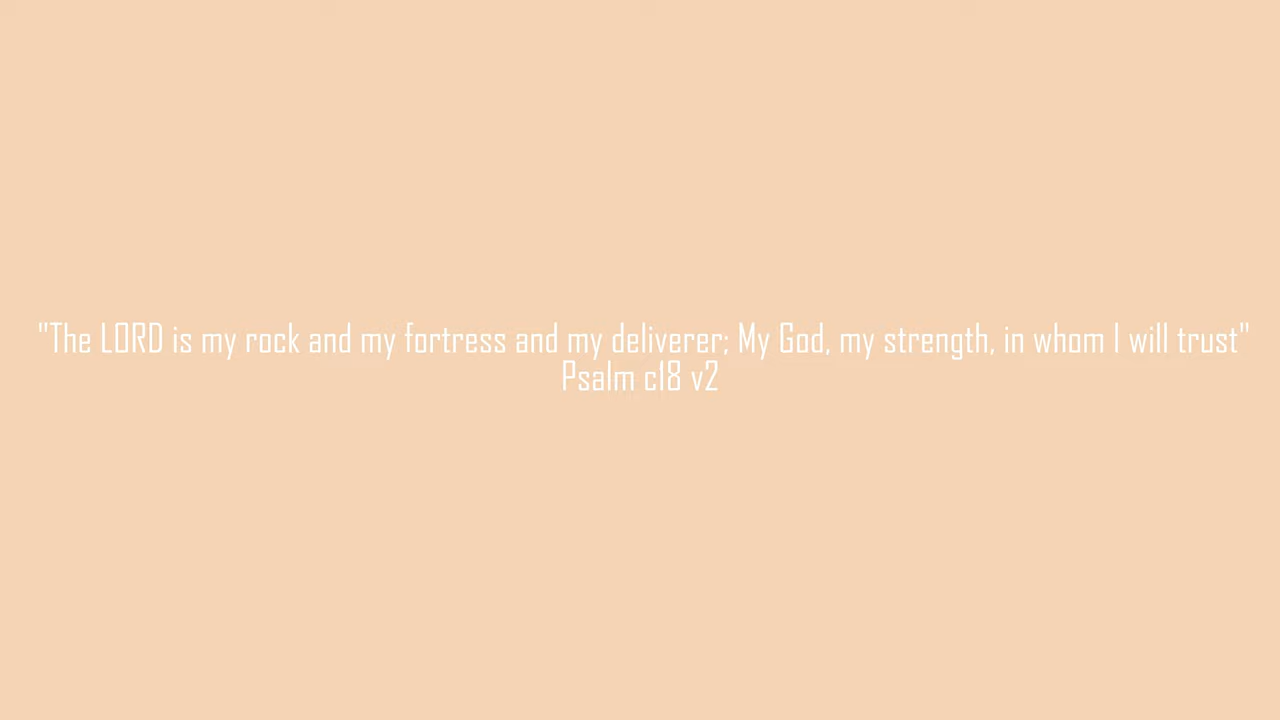 "The LORD is my rock and my fortress and my deliverer; My God, my strength, in whom I will trust"
Psalm c18 v2